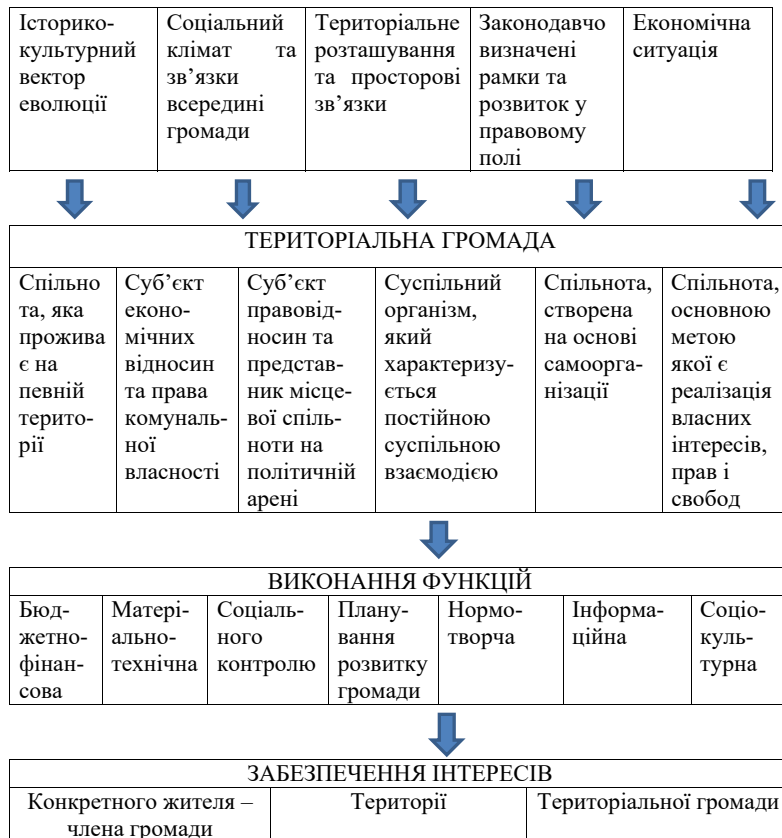 Історико-
культурний
вектор
еволюції
Соціальний
клімат та
зв’язки
всередині
громади
Територіальне
розташування
та просторові
зв’язки
Законодавчо
визначені
рамки та
розвиток у
правовому
полі
Економічна
ситуація
ТЕРИТОРІАЛЬНА ГРОМАДА
Спільно
та, яка
прожива
є на
певній
терито-
рії
Суб’єкт
еконо-
мічних
відносин
та права
комуналь-
ної
власності
Суб’єкт
правовід-
носин та
представ-
ник місце-
вої спіль-
ноти на
політичній
арені
Суспільний
організм,
який
характеризу-
ється
постійною
суспільною
взаємодією
Спільнота,
створена
на основі
самоорга-
нізації
Спільнота,
основною
метою
якої є
реалізація
власних
інтересів,
прав і
свобод
ВИКОНАННЯ ФУНКЦІЙ
Бюд-
жетно-
фінан-
сова
Матері-
ально-
технічна
Соціаль-
ного
контролю
Плану-
вання
розвитку
громади
Нормо-
творча
Інформа-
ційна
Соціо-
куль-
турна
ЗАБЕЗПЕЧЕННЯ ІНТЕРЕСІВ
Конкретного жителя –
члена громади
Території
Територіальної громади